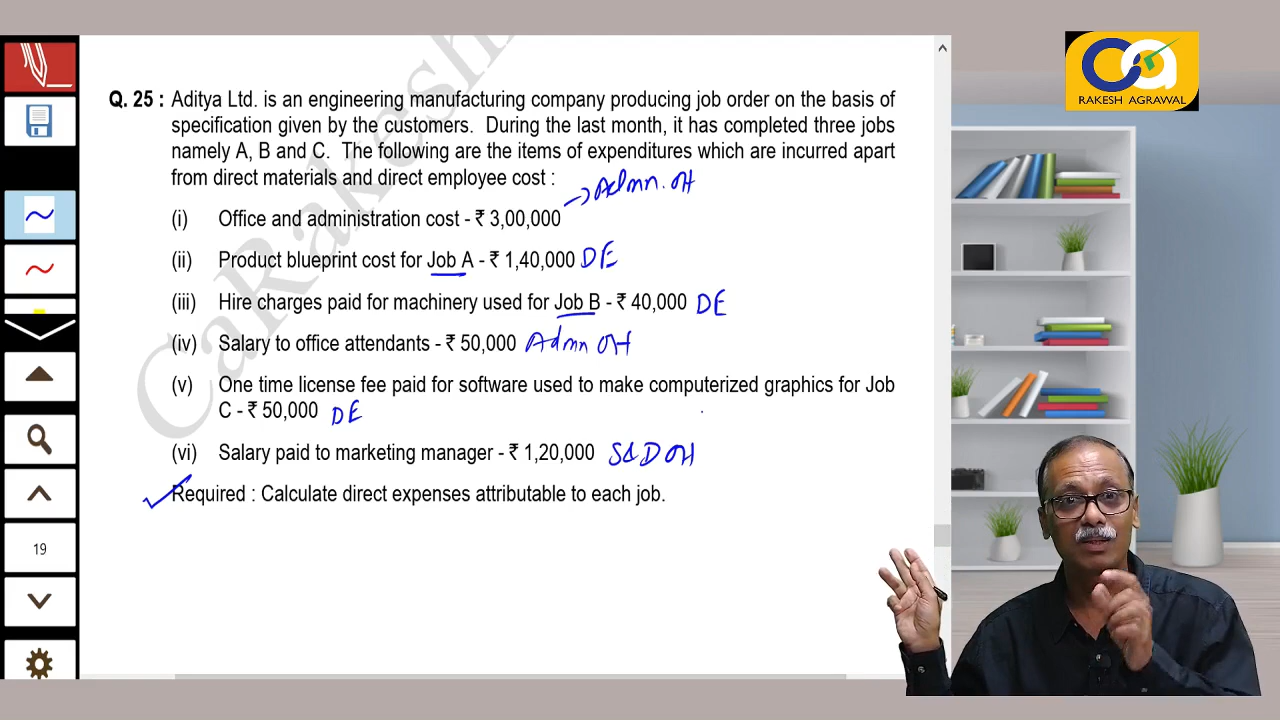 CA
RAKESH AGRAWAL
CaRakesh
Q. 25 : Aditya Ltd. is an engineering manufacturing company producing job order on the basis of
specification given by the customers. During the last month, it has completed three jobs
namely A, B and C. The following are the items of expenditures which are incurred apart
from direct materials and direct employee cost :
→ Admn. OH
(i) Office and administration cost - ₹ 3,00,000
(ii) Product blueprint cost for Job A - ₹ 1,40,000 DE
(iii) Hire charges paid for machinery used for Job B - ₹ 40,000 DE
(iv) Salary to office attendants - ₹ 50,000 Admn OH
(v) One time license fee paid for software used to make computerized graphics for Job
C - ₹ 50,000 DE
(vi) Salary paid to marketing manager - ₹ 1,20,000 S&D OH
Required : Calculate direct expenses attributable to each job.
19